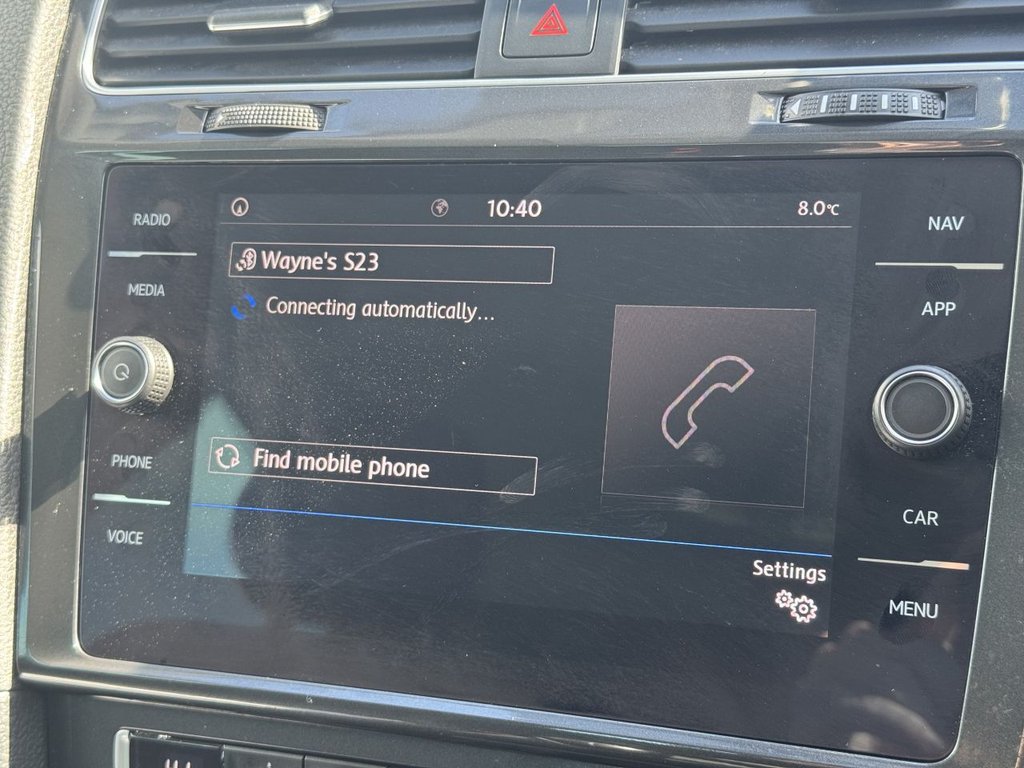 RADIO
MEDIA
PHONE
VOICE
10:40
8.0°C
Wayne's S23
Connecting automatically...
Find mobile phone
Settings
NAV
APP
CAR
MENU